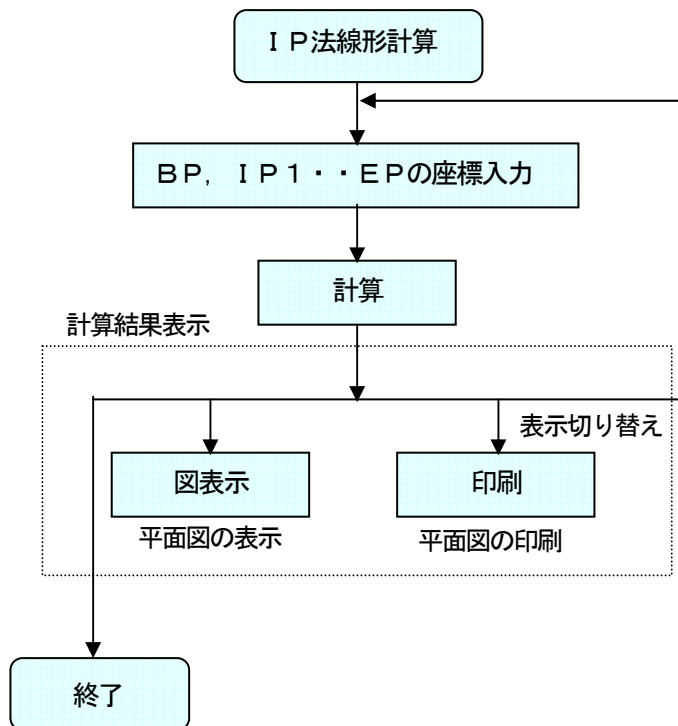 ＩＰ法線形計算
ＢＰ，ＩＰ１・・ＥＰの座標入力
計算
計算結果表示
表示切り替え
図表示
印刷
平面図の表示
平面図の印刷
終了